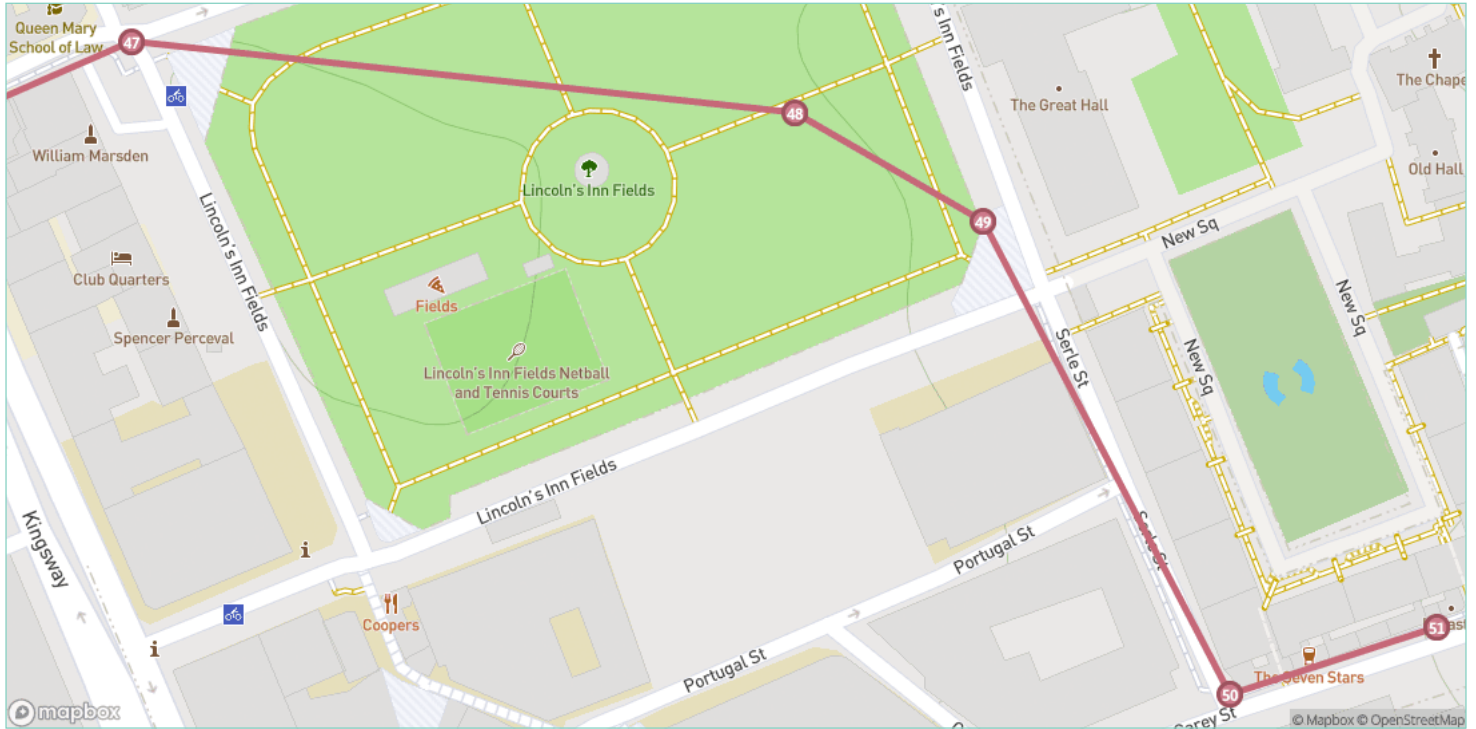 Queen Mary
School of Law
47
s Inn Fields
The Great Hall
The Chape
48
William Marsden
Old Hall
Lincoln's Inn Fields
Lincoln's Inn Fields
49
New Sq
Club Quarters
Fields
New Sq
Spencer Perceval
Serle St
New Sq
Lincoln's Inn Fields Netball
and Tennis Courts
Lincoln's Inn Fields
Kingsway
Serle St
Portugal St
Coopers
51
Portugal St
The Seven Stars
50
Carey St
mapbox
© Mapbox © OpenStreetMap